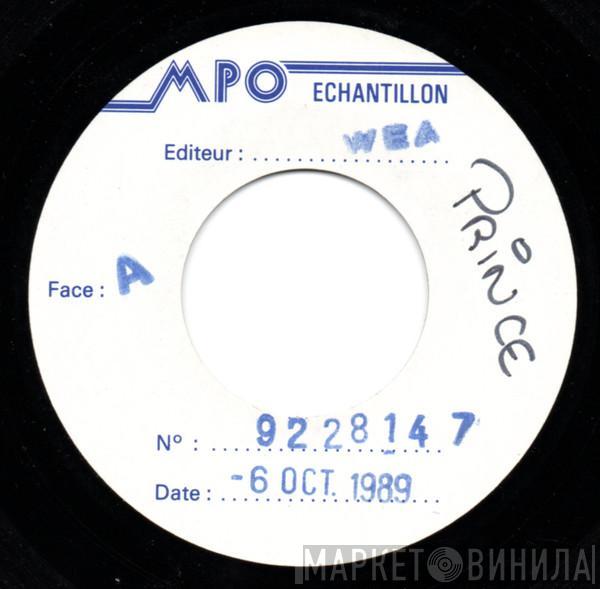 MPO ECHANTILLON
Editeur : .................... WEA
PRINCE
Face : A
N° : ........................ 9228147
Date : ....................... -6 OCT. 1989
МАРКЕТ ВИНИЛА